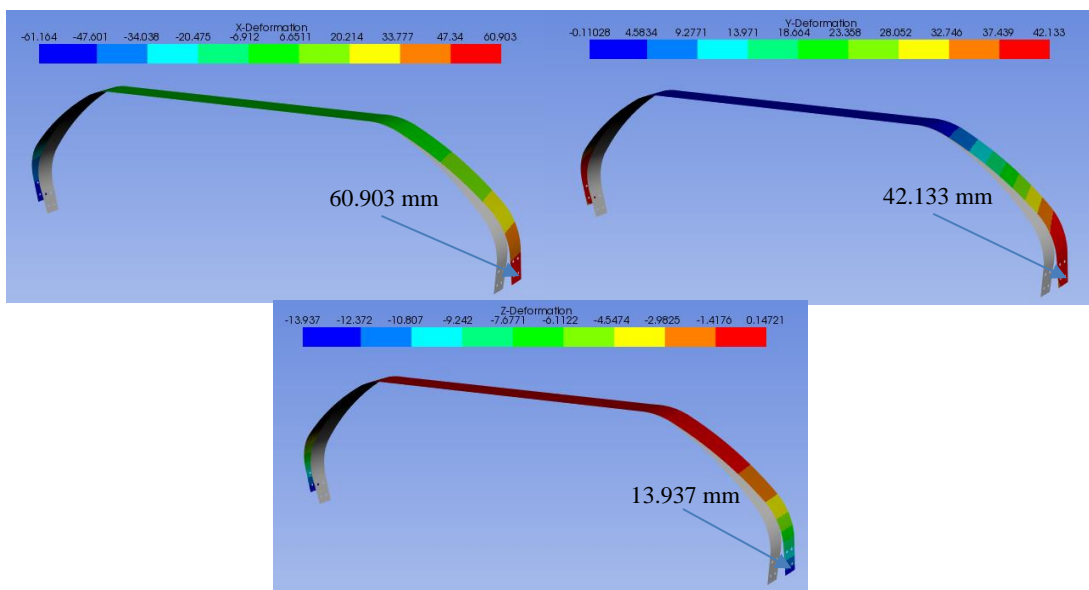 X-Deformation
-61.164 -47.601 -34.038 -20.475 -6.912 6.6511 20.214 33.777 47.34 60.903
60.903 mm
Y-Deformation
-0.11028 4.5834 9.2771 13.971 18.664 23.358 28.052 32.746 37.439 42.133
42.133 mm
Z-Deformation
-13.937 -12.372 -10.807 -9.242 -7.6771 -6.1122 -4.5474 -2.9825 -1.4176 0.14721
13.937 mm